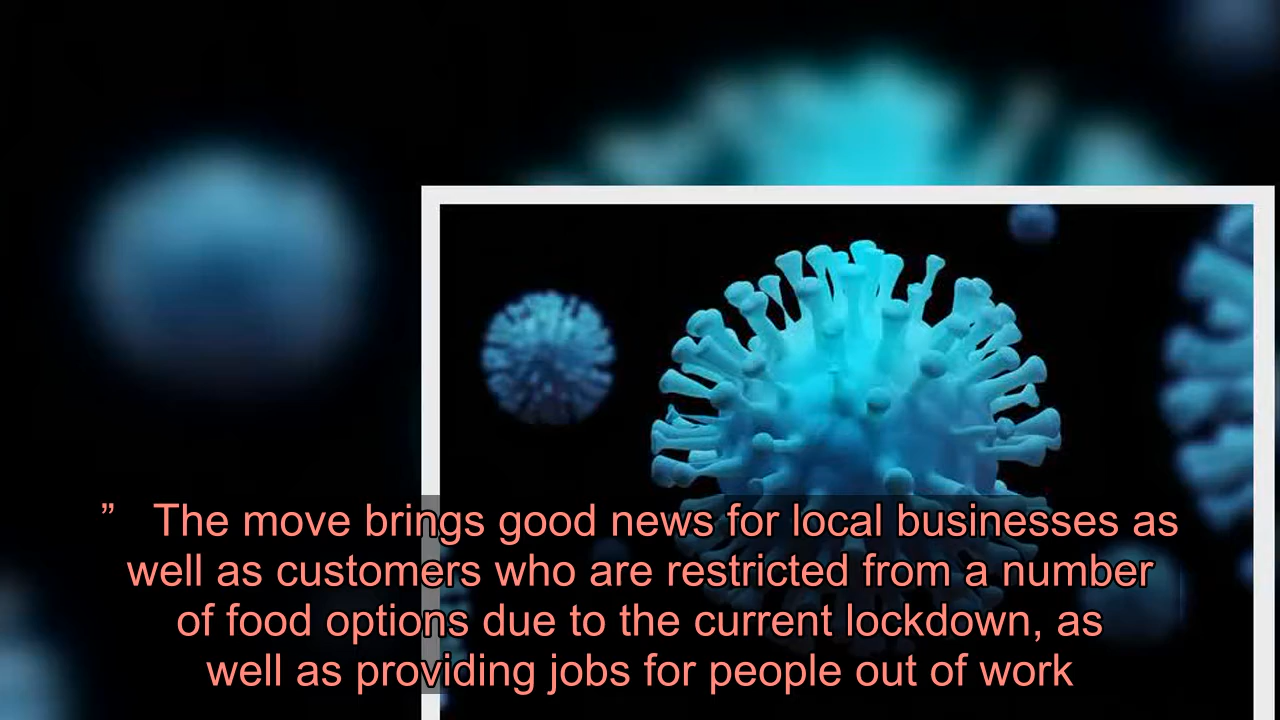 ” The move brings good news for local businesses as
well as customers who are restricted from a number
of food options due to the current lockdown, as
well as providing jobs for people out of work